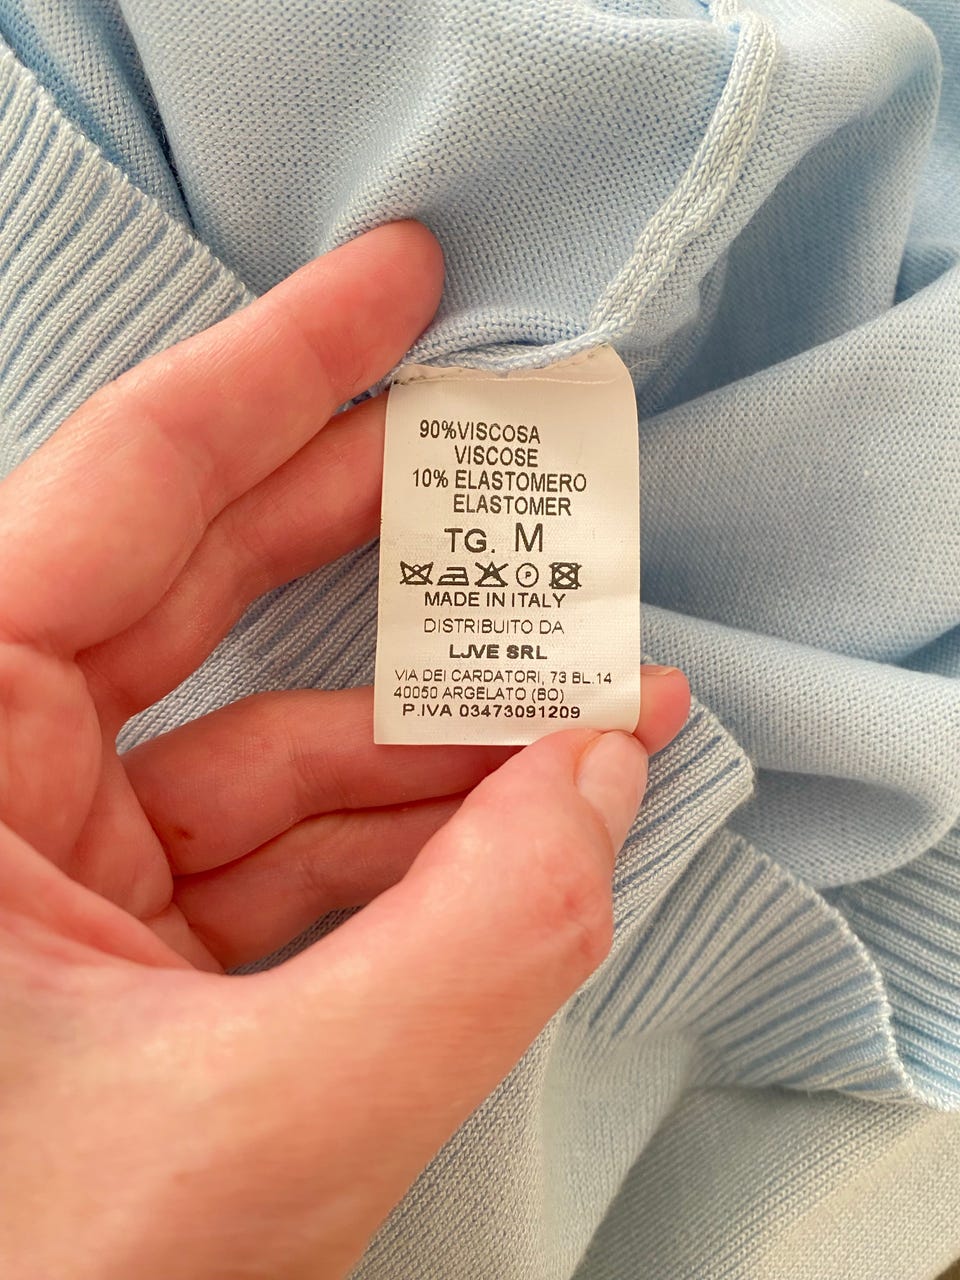 90%VISCOSA
VISCOSE
10% ELASTOMERO
ELASTOMER
TG. M
P
MADE IN ITALY
DISTRIBUITO DA
LJVE SRL
VIA DEI CARDATORI, 73 BL.14
40050 ARGELATO (BO)
P.IVA 03473091209